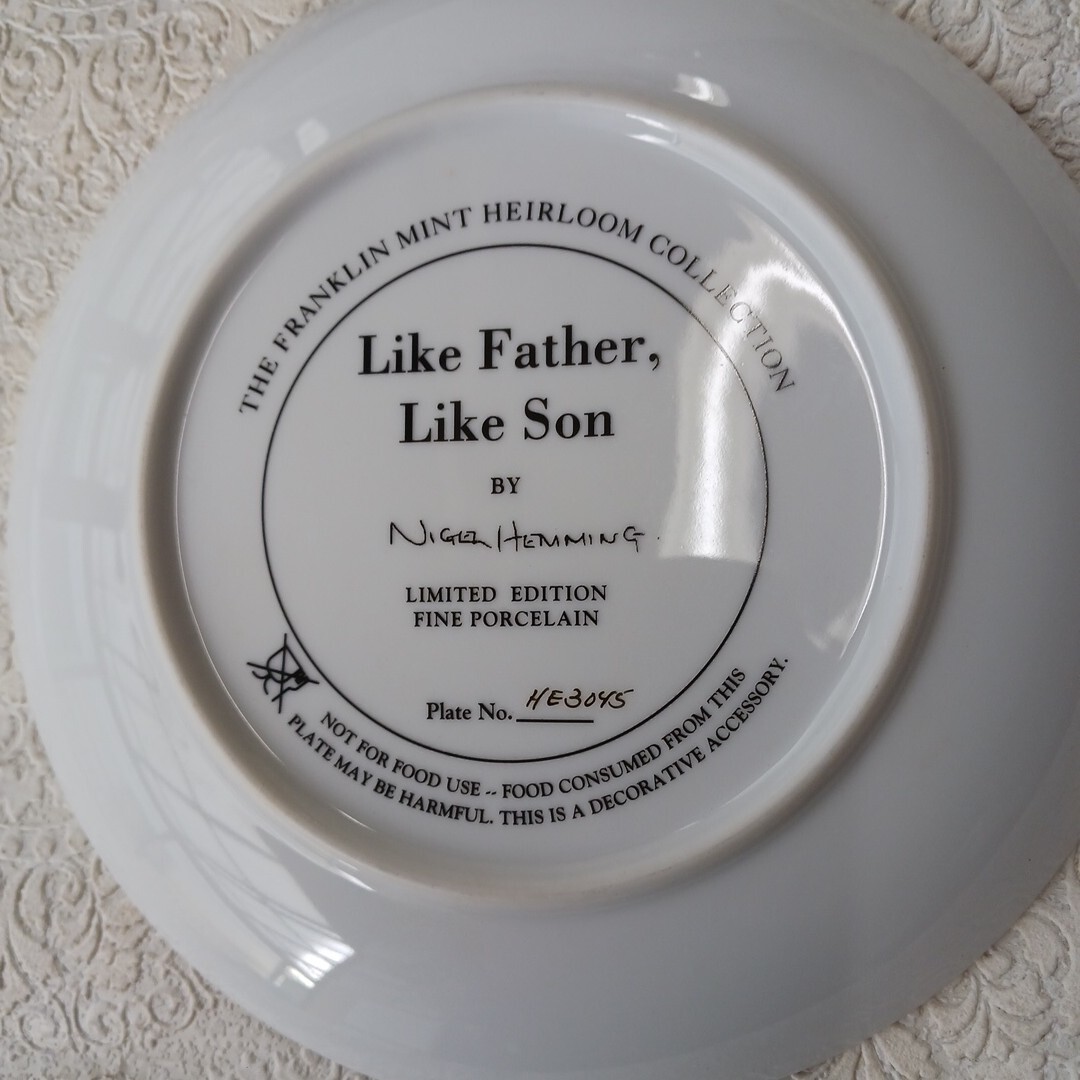 THE FRANKLIN MINT HEIRLOOM COLLECTION
Like Father,
Like Son
BY
NIGEL HEMMING.
LIMITED EDITION
FINE PORCELAIN
Plate No. HE3045
NOT FOR FOOD USE -- FOOD CONSUMED FROM THIS
PLATE MAY BE HARMFUL. THIS IS A DECORATIVE ACCESSORY.